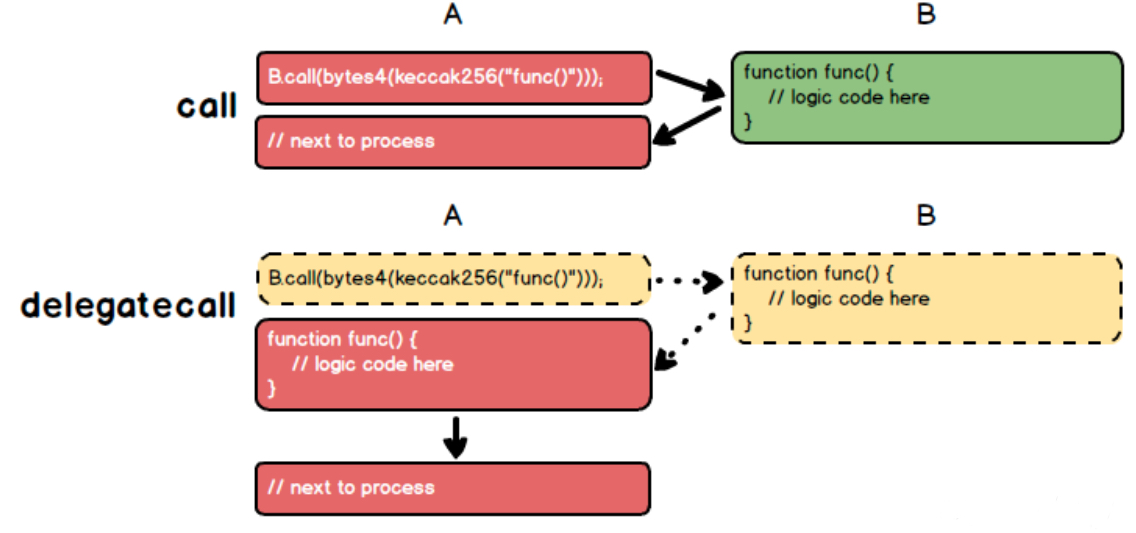 A B
call
B.call(bytes4(keccak256("func()")));
function func() {
// logic code here
}
// next to process
A B
delegatecall
B.call(bytes4(keccak256("func()")));
function func() {
// logic code here
}
function func() {
// logic code here
}
// next to process